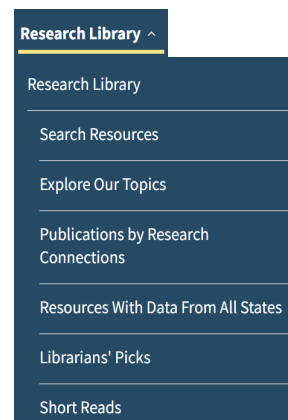 Research Library
Research Library
Search Resources
Explore Our Topics
Publications by Research
Connections
Resources With Data From All States
Librarians' Picks
Short Reads